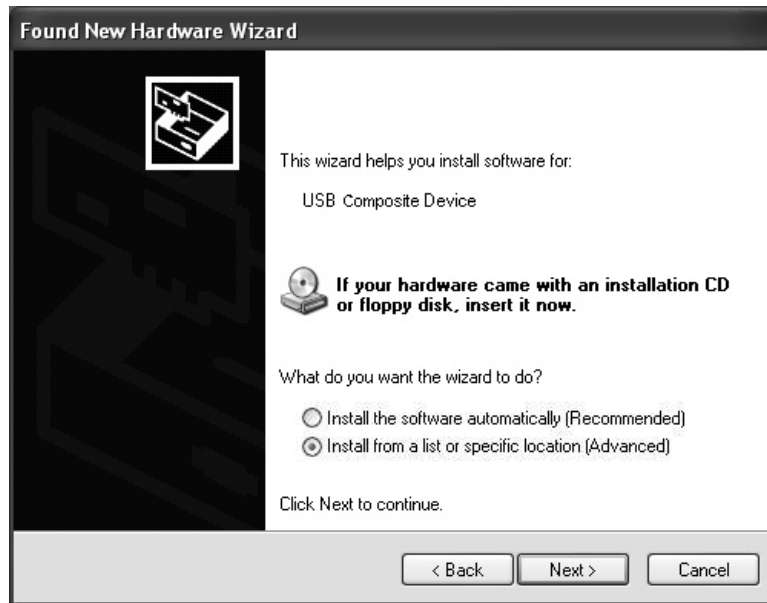 Found New Hardware Wizard
This wizard helps you install software for:
USB Composite Device
If your hardware came with an installation CD
or floppy disk, insert it now.
What do you want the wizard to do?
Install the software automatically (Recommended)
Install from a list or specific location (Advanced)
Click Next to continue.
< Back Next > Cancel